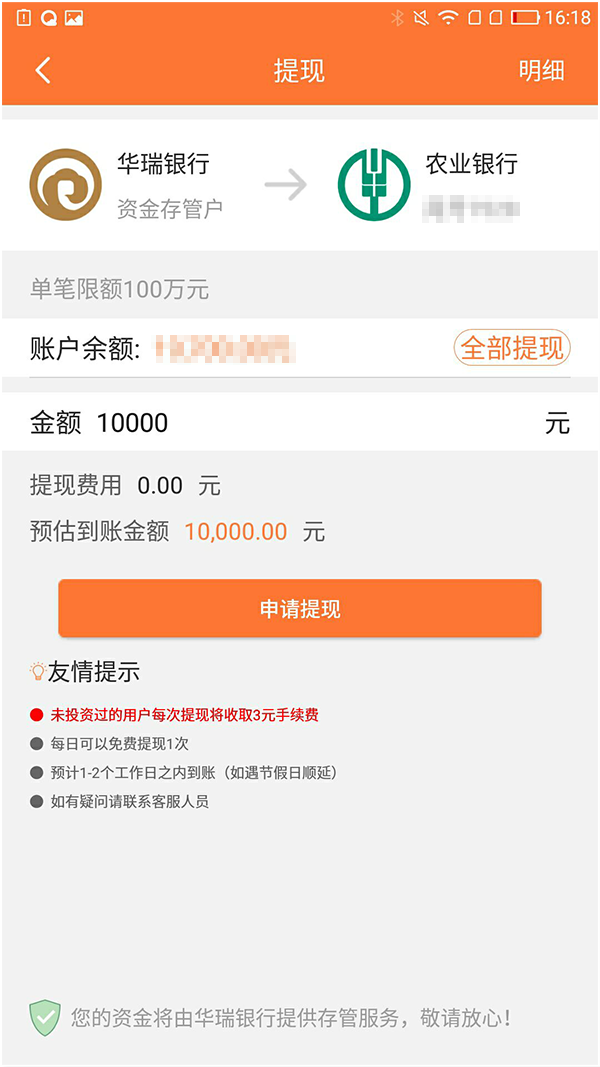 16:18
提现
明细
华瑞银行
资金存管户
农业银行
单笔限额100万元
账户余额:
全部提现
金额 10000 元
提现费用 0.00 元
预估到账金额 10,000.00 元
申请提现
友情提示
未投资过的用户每次提现将收取3元手续费
每日可以免费提现1次
预计1-2个工作日之内到账（如遇节假日顺延）
如有疑问请联系客服人员
您的资金将由华瑞银行提供存管服务，敬请放心！